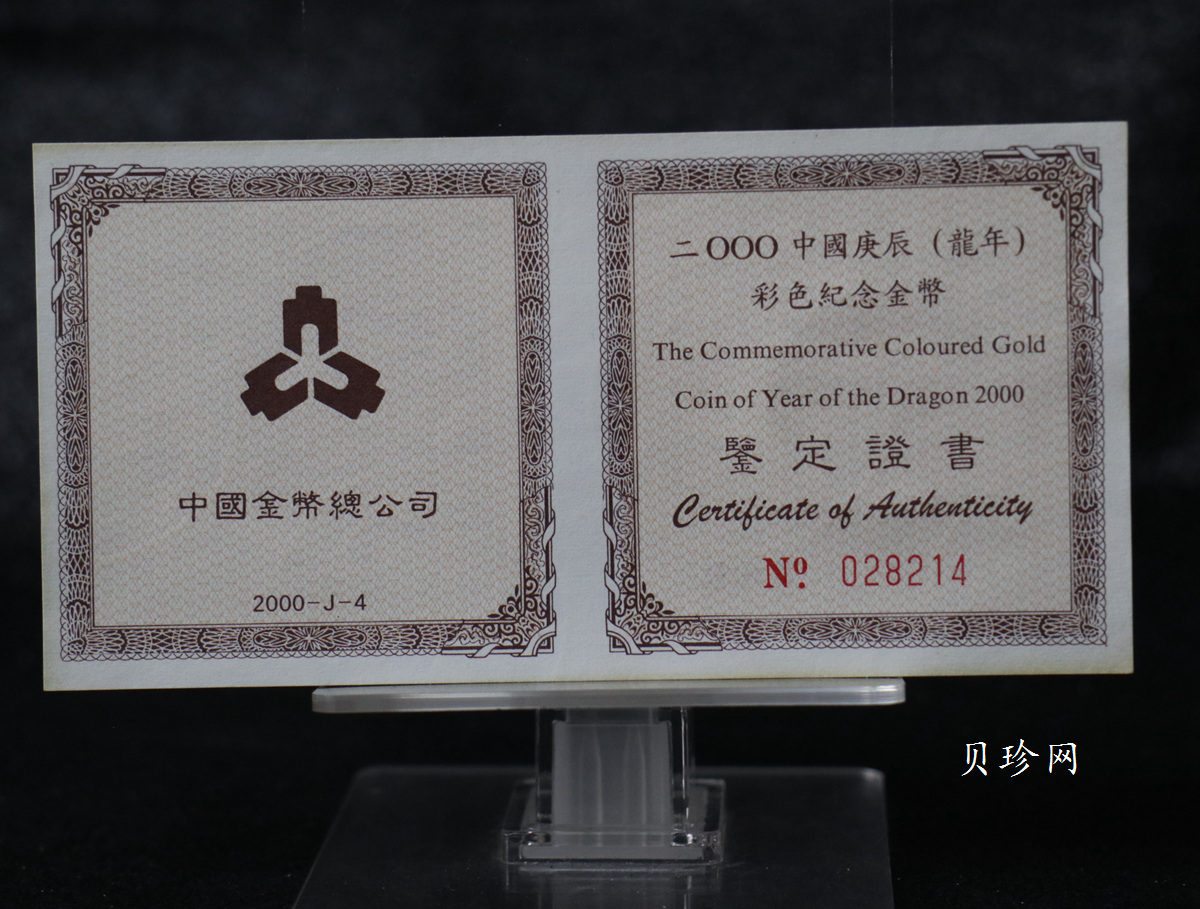 中國金幣總公司
2000-J-4
二OOO 中國庚辰（龍年）
彩色紀念金幣
The Commemorative Coloured Gold
Coin of Year of the Dragon 2000
鑒定證書
Certificate of Authenticity
Nº. 028214
贝珍网